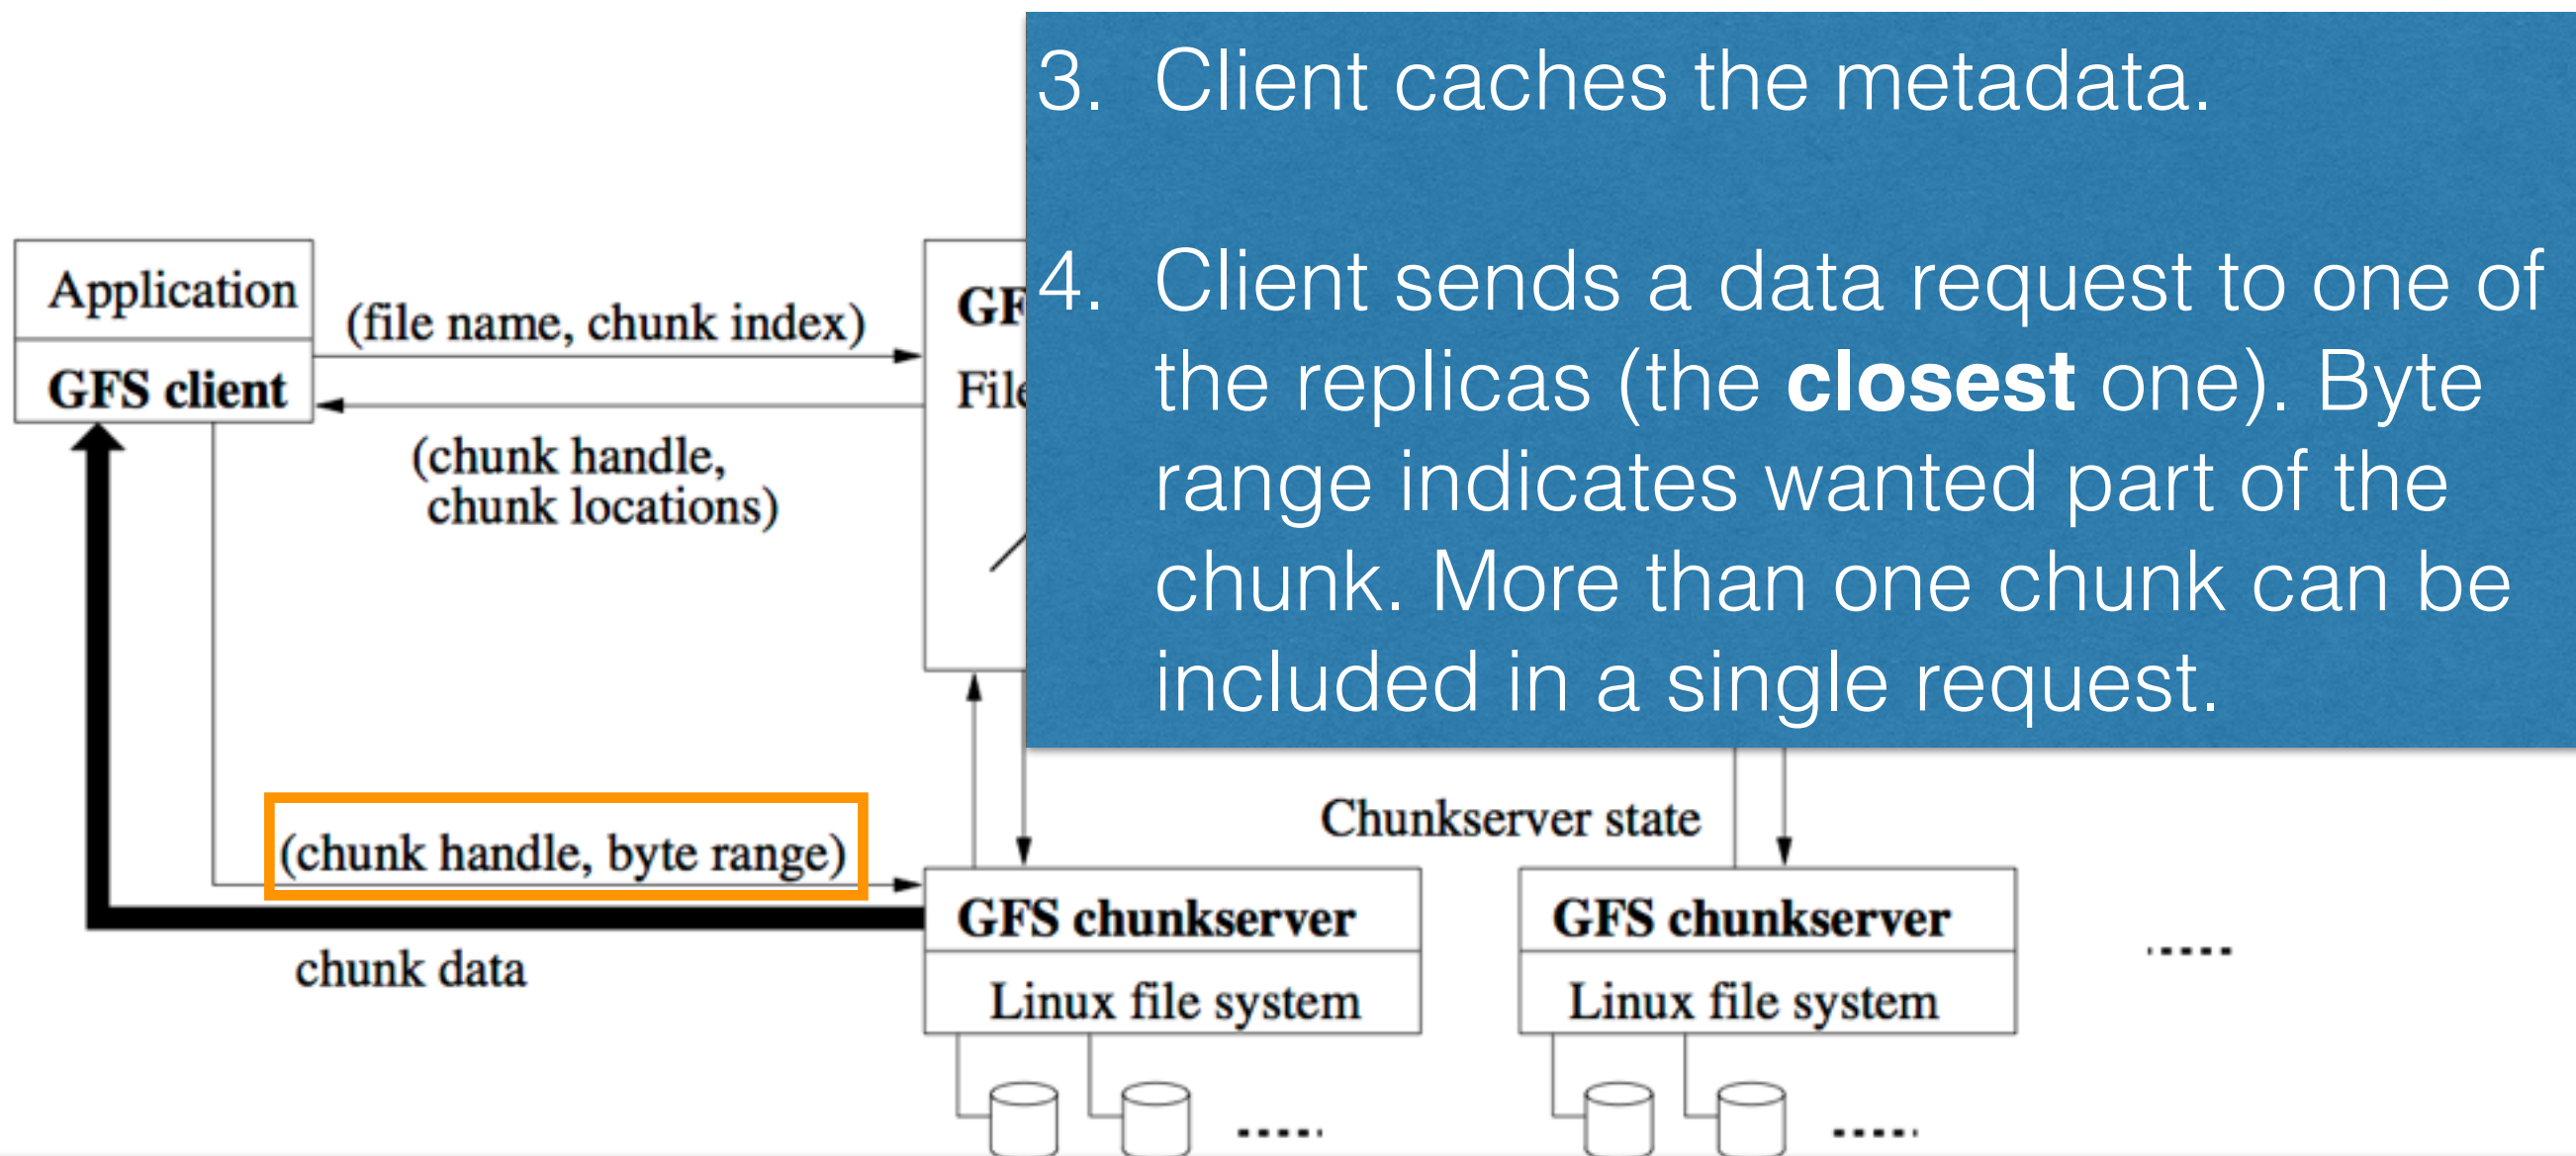 3. Client caches the metadata.
4. Client sends a data request to one of
the replicas (the closest one). Byte
range indicates wanted part of the
chunk. More than one chunk can be
included in a single request.
Application
GFS client
(file name, chunk index)
(chunk handle,
chunk locations)
GF
File
(chunk handle, byte range)
chunk data
Chunkserver state
GFS chunkserver
Linux file system
GFS chunkserver
Linux file system